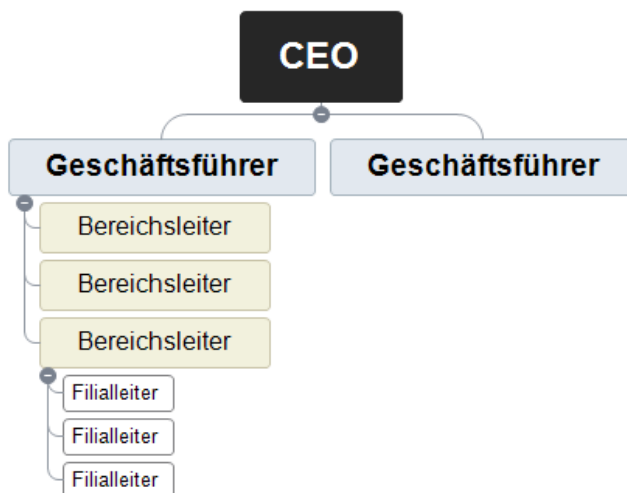 CEO
Geschäftsführer
Geschäftsführer
Bereichsleiter
Bereichsleiter
Bereichsleiter
Filialleiter
Filialleiter
Filialleiter